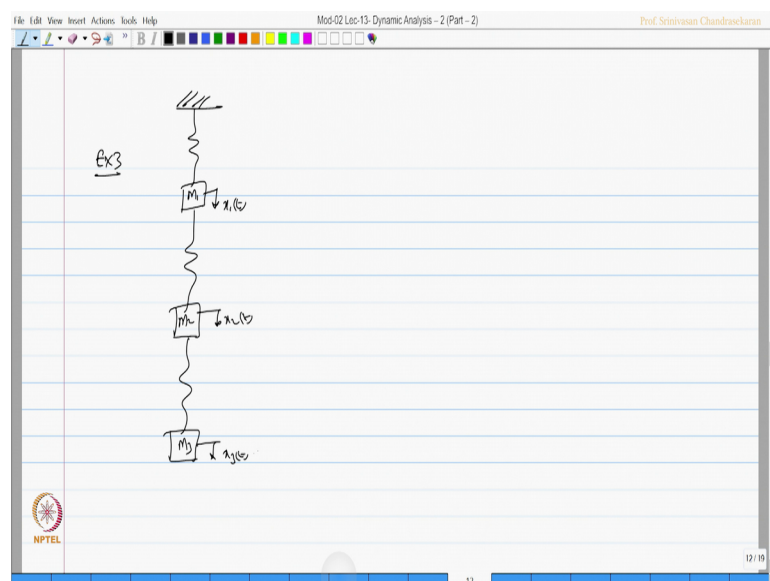 File Edit View Insert Actions Tools Help
Mod-02 Lec-13- Dynamic Analysis – 2 (Part – 2)
Prof. Srinivasan Chandrasekaran
» B I
Ex3
M1
x1(t)
M2
x2(t)
M3
x3(t)
NPTEL
12 / 19